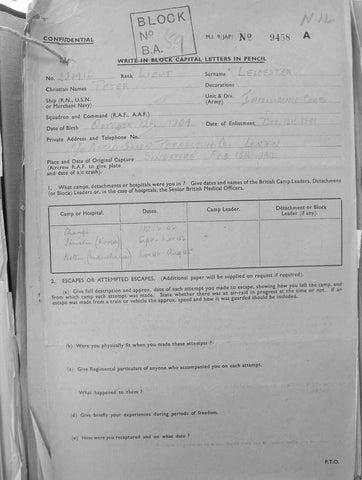 BLOCK
No
B.A. 59
N 12
CONFIDENTIAL
M.I. 9/JAP/ No 9458 A
WRITE IN BLOCK CAPITAL LETTERS IN PENCIL
No. Rank LIEUT Surname LEICESTER
Christian Names PETER Decorations
Ship (R.N., U.S.N. or Merchant Navy) Unit & Div. (Army) INTELLIGENCE CORPS
Squadron and Command (R.A.F. A.A.F.)
Date of Birth OCTOBER 1904 Date of Enlistment
Private Address and Telephone No.
LONDON
Place and Date of Original Capture SINGAPORE FEB 15th 1942
(Aircrew R.A.F. to give place and date of a/c crash).
1. What camps, detachments or hospitals were you in ? Give dates and names of the British Camp Leaders, Detachment
(or Block) Leaders or, in the case of hospitals, the Senior British Medical Officers.
Camp or Hospital. Dates. Camp Leader. Detachment or Block Leader (if any).
Changi
(Korea)
2. ESCAPES OR ATTEMPTED ESCAPES. (Additional paper will be supplied on request if required).
(a) Give full description and approx. date of each attempt you made to escape, showing how you left the camp, and
from which camp each attempt was made. State whether there was an air-raid in progress at the time or not. If an
escape was made from a train or vehicle the approx. speed and how it was guarded should be included.
(b) Were you physically fit when you made these attempts ?
(c) Give Regimental particulars of anyone who accompanied you on each attempt.
What happened to them ?
(d) Give briefly your experiences during periods of freedom.
(e) How were you recaptured and on what date ?
P.T.O.